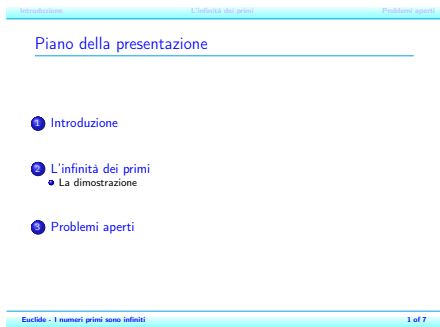 Introduzione L'infinità dei primi Problemi aperti
Piano della presentazione
1 Introduzione
2 L'infinità dei primi
La dimostrazione
3 Problemi aperti
Euclide - I numeri primi sono infiniti 1 of 7